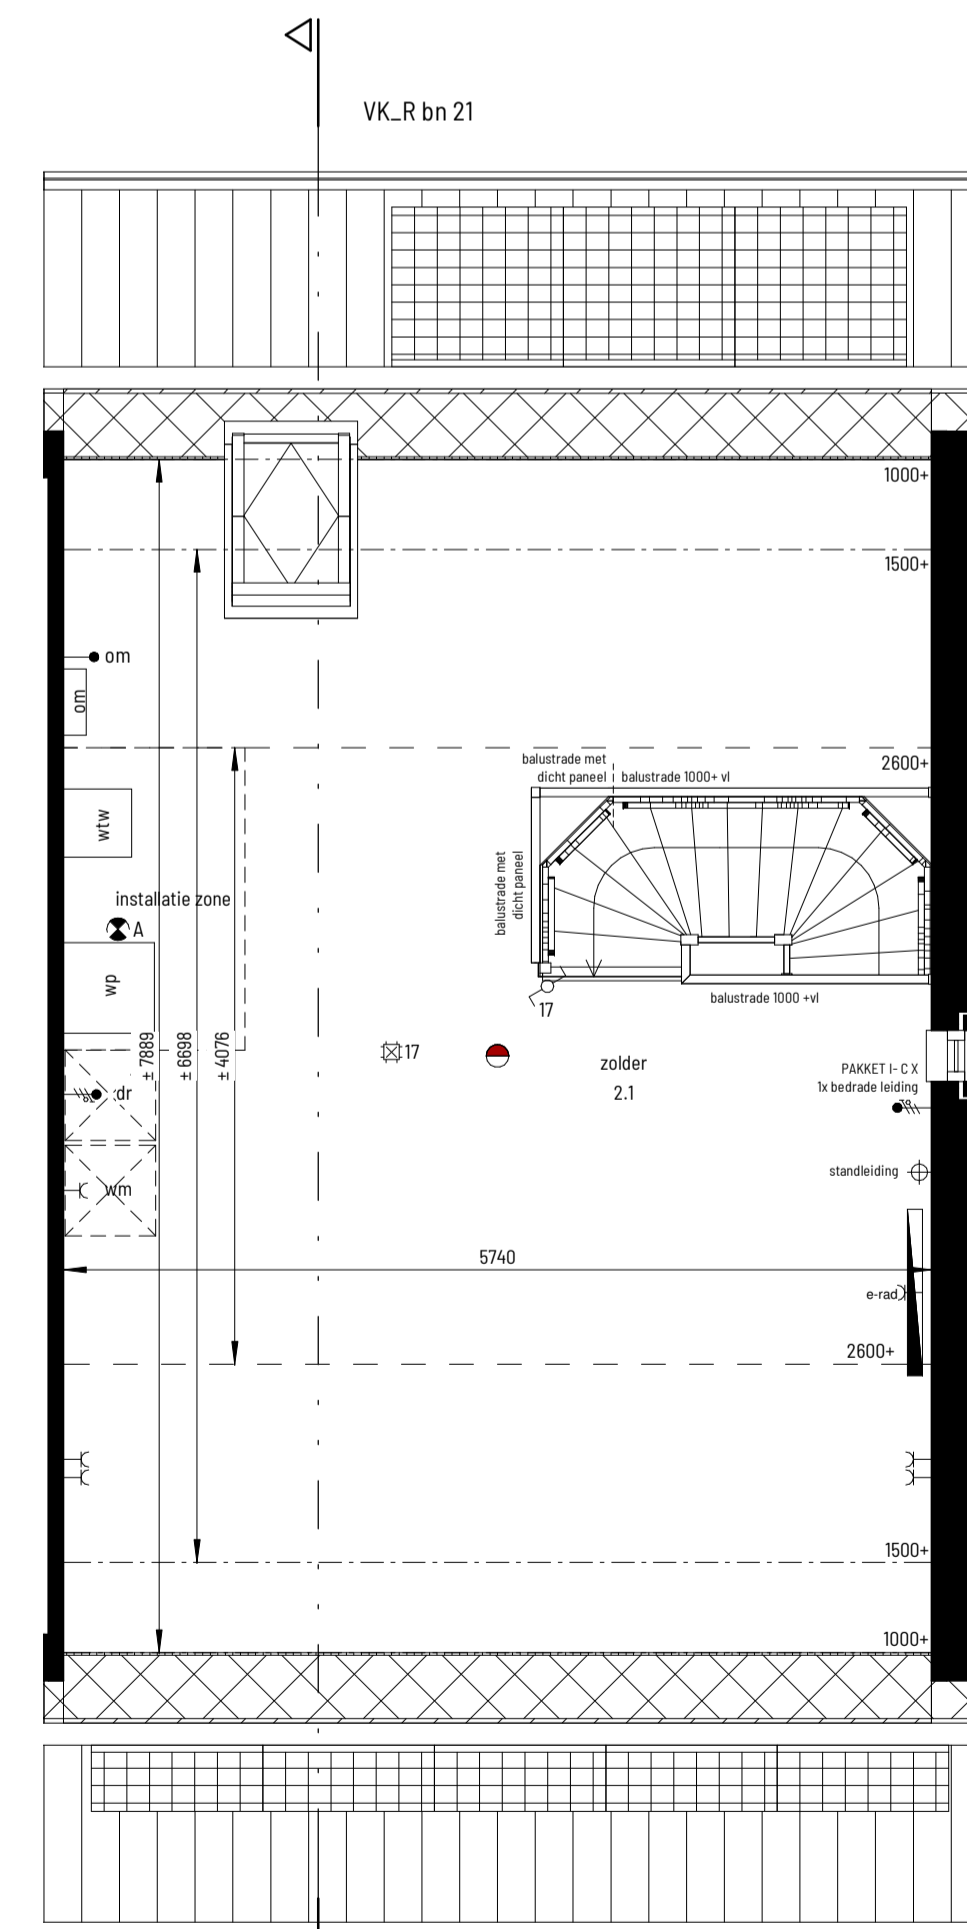 VK_R bn 21
1000+
1500+
om
om
2600+
balustrade met
dicht paneel
balustrade 1000+ vl
wtw
balustrade met
dicht paneel
installatie zone
A
wp
balustrade 1000 +vl
17
± 7889
± 6698
± 4076
17
zolder
2.1
PAKKET I- C X
1x bedrade leiding
dr
standleiding
wm
5740
e-rad
2600+
1500+
1000+